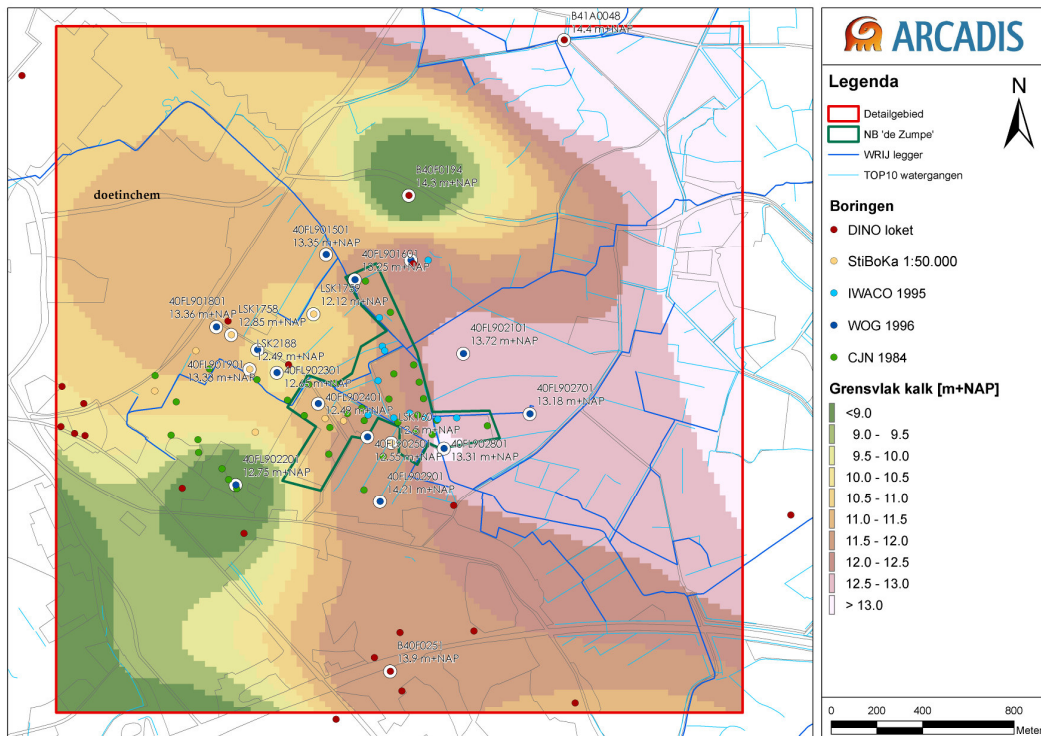 B41A0048
14.4 m+NAP
B40F0194
14.5 m+NAP
doetinchem
40FL901501
13.35 m+NAP
40FL901601
13.25 m+NAP
LSK1759
12.12 m+NAP
40FL901801
13.36 m+NAP
LSK1758
12.85 m+NAP
LSK2188
12.49 m+NAP
40FL901901
13.38 m+NAP
40FL902301
40FL902101
13.72 m+NAP
40FL902701
13.18 m+NAP
40FL902401
12.49 m+NAP
40FL902501
12.55 m+NAP
40FL902801
13.31 m+NAP
40FL902201
12.75 m+NAP
40FL902901
14.21 m+NAP
B40F0251
13.9 m+NAP
ARCADIS
Legenda
N
Detailgebied
NB 'de Zumpe'
WRIJ legger
TOP10 watergangen
Boringen
DINO loket
StiBoKa 1:50.000
IWACO 1995
WOG 1996
CJN 1984
Grensvlak kalk [m+NAP]
<9.0
9.0 - 9.5
9.5 - 10.0
10.0 - 10.5
10.5 - 11.0
11.0 - 11.5
11.5 - 12.0
12.0 - 12.5
12.5 - 13.0
> 13.0
0 200 400 800
Meter